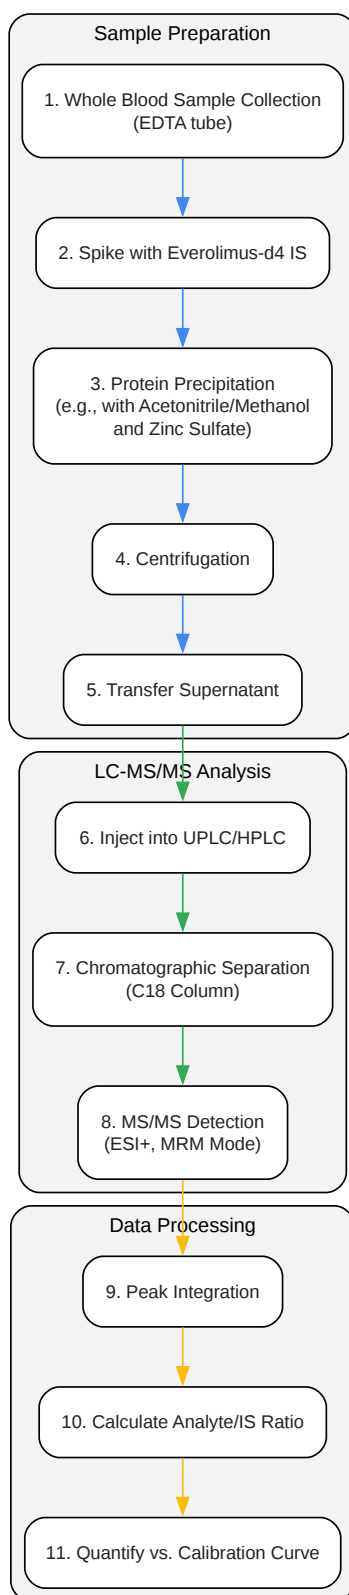 Sample Preparation
1. Whole Blood Sample Collection
(EDTA tube)
2. Spike with Everolimus-d4 IS
3. Protein Precipitation
(e.g., with Acetonitrile/Methanol
and Zinc Sulfate)
4. Centrifugation
5. Transfer Supernatant
LC-MS/MS Analysis
6. Inject into UPLC/HPLC
7. Chromatographic Separation
(C18 Column)
8. MS/MS Detection
(ESI+, MRM Mode)
Data Processing
9. Peak Integration
10. Calculate Analyte/IS Ratio
11. Quantify vs. Calibration Curve